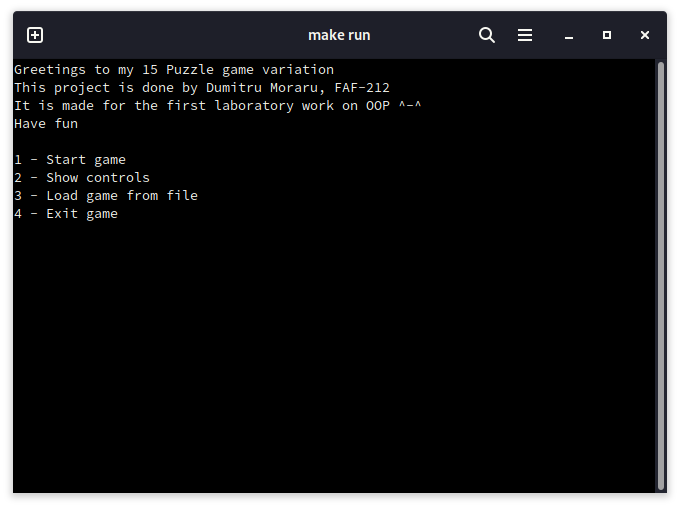 make run
Greetings to my 15 Puzzle game variation
This project is done by Dumitru Moraru, FAF-212
It is made for the first laboratory work on OOP ^-^
Have fun
1 - Start game
2 - Show controls
3 - Load game from file
4 - Exit game